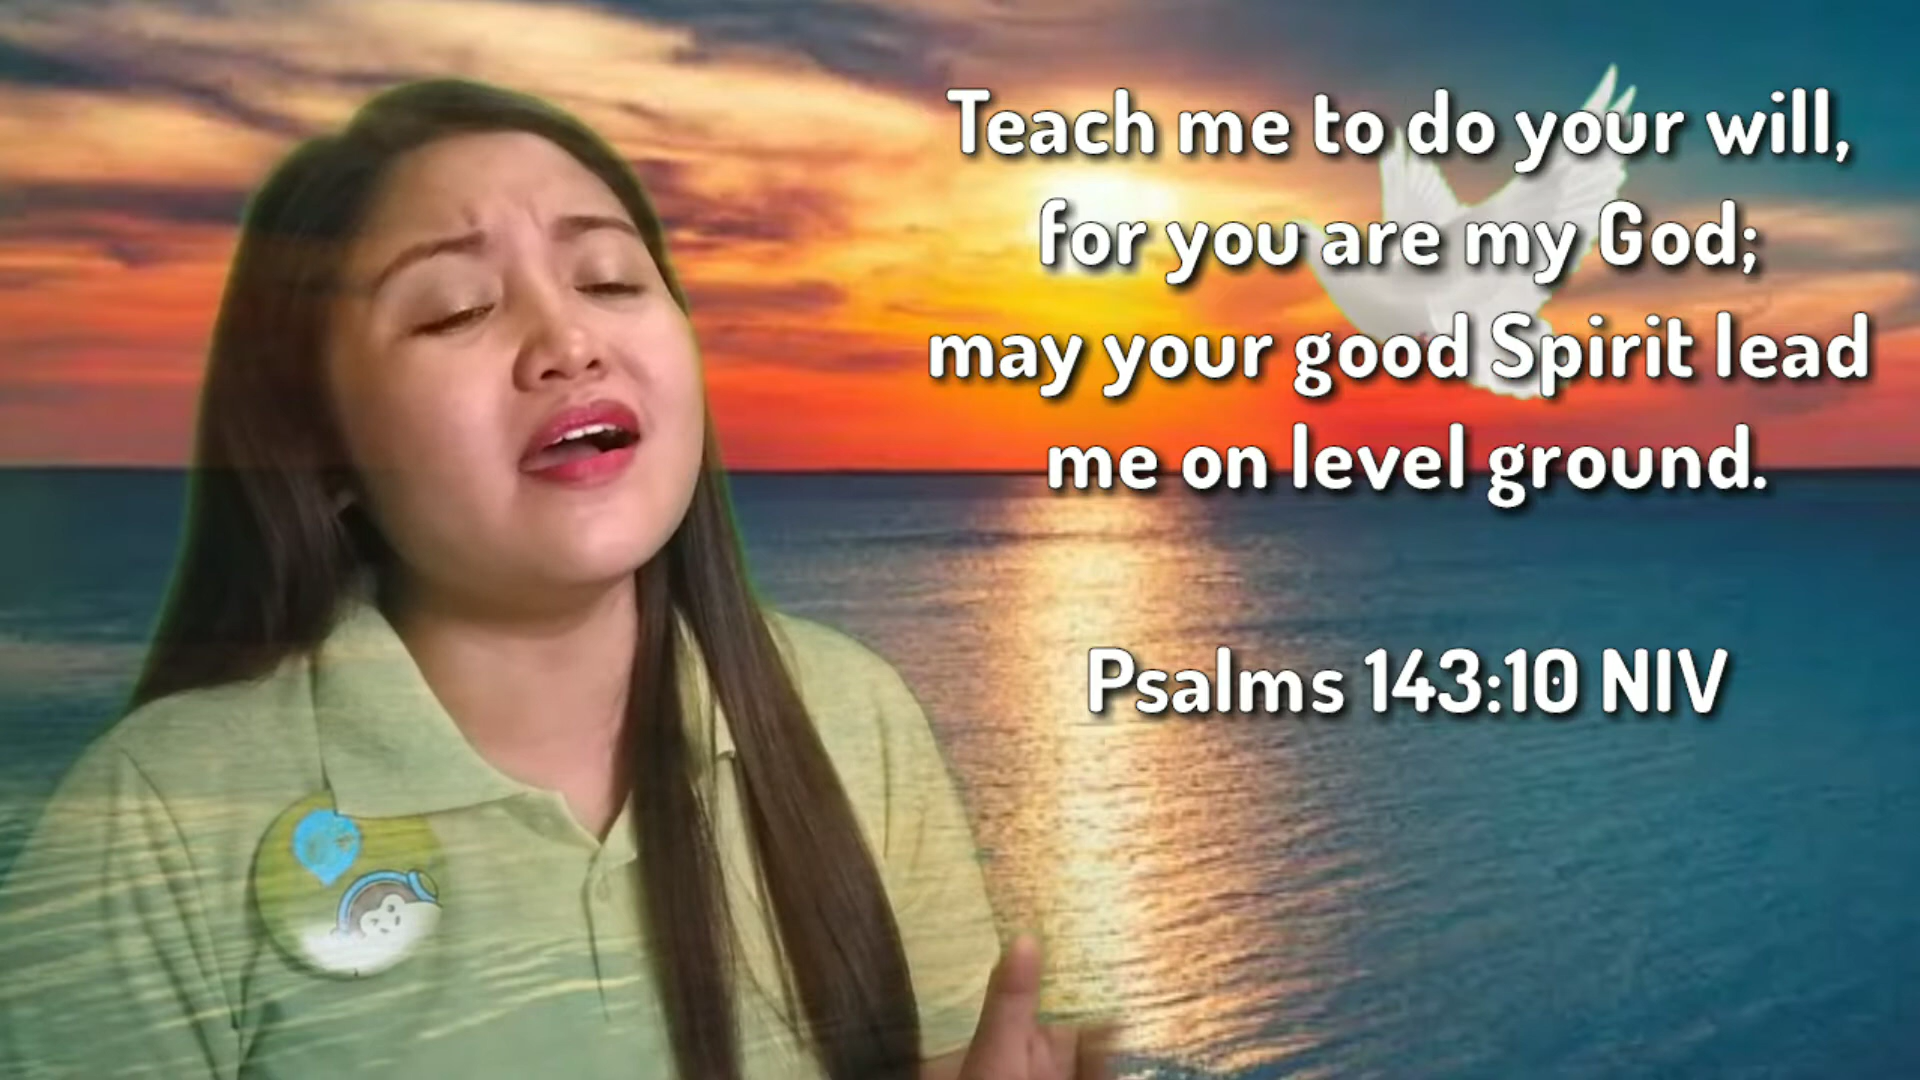 Teach me to do your will,
for you are my God;
may your good Spirit lead
me on level ground.
Psalms 143:10 NIV